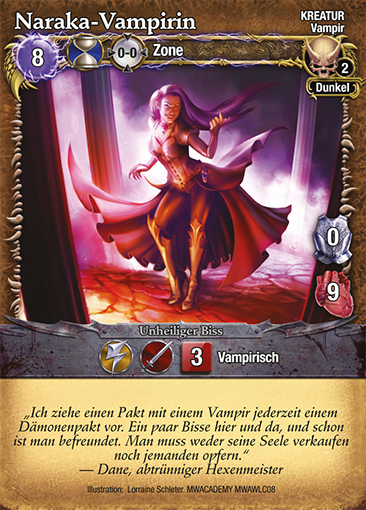 Naraka-Vampirin
KREATUR
Vampir
8
0-0
Zone
2
Dunkel
0
9
Unheiliger Biss
3 Vampirisch
„Ich ziehe einen Pakt mit einem Vampir jederzeit einem
Dämonenpakt vor. Ein paar Bisse hier und da, und schon
ist man befreundet. Man muss weder seine Seele verkaufen
noch jemanden opfern.“
— Dane, abtrünniger Hexenmeister
Illustration: Lorraine Schleter. MWACADEMY MWAWLC08